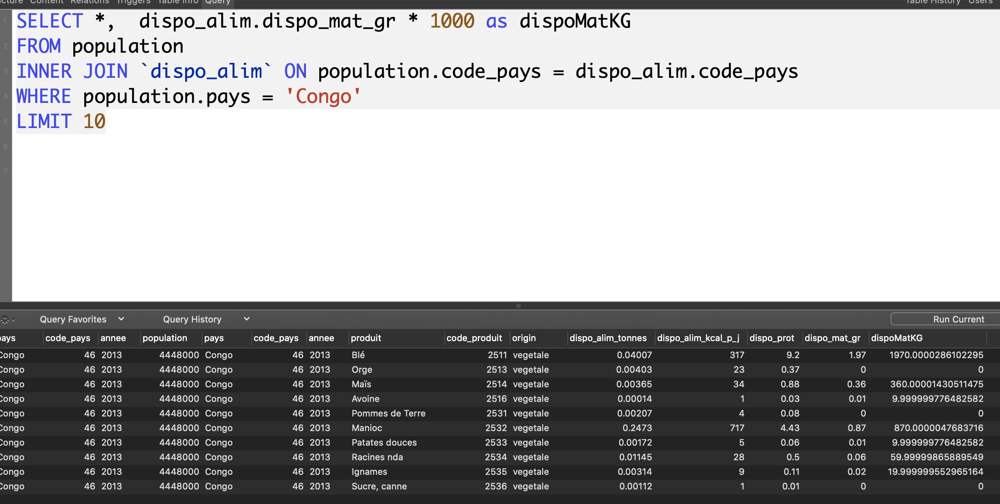 Content Relations Triggers Table Info Query Table History Users
1 SELECT *, dispo_alim.dispo_mat_gr * 1000 as dispoMatKG
2 FROM population
3 INNER JOIN `dispo_alim` ON population.code_pays = dispo_alim.code_pays
4 WHERE population.pays = 'Congo'
5 LIMIT 10
6
7
Query Favorites Query History Run Current
pays code_pays annee population pays code_pays annee produit code_produit origin dispo_alim_tonnes dispo_alim_kcal_p_j dispo_prot dispo_mat_gr dispoMatKG
Congo 46 2013 4448000 Congo 46 2013 Blé 2511 vegetale 0.04007 317 9.2 1.97 1970.0000286102295
Congo 46 2013 4448000 Congo 46 2013 Orge 2513 vegetale 0.00403 23 0.37 0 0
Congo 46 2013 4448000 Congo 46 2013 Maïs 2514 vegetale 0.00365 34 0.88 0.36 360.00001430511475
Congo 46 2013 4448000 Congo 46 2013 Avoine 2516 vegetale 0.00014 1 0.03 0.01 9.999999776482582
Congo 46 2013 4448000 Congo 46 2013 Pommes de Terre 2531 vegetale 0.00207 4 0.08 0 0
Congo 46 2013 4448000 Congo 46 2013 Manioc 2532 vegetale 0.2473 717 4.43 0.87 870.0000047683716
Congo 46 2013 4448000 Congo 46 2013 Patates douces 2533 vegetale 0.00172 5 0.06 0.01 9.999999776482582
Congo 46 2013 4448000 Congo 46 2013 Racines nda 2534 vegetale 0.01145 28 0.5 0.06 59.99999865889549
Congo 46 2013 4448000 Congo 46 2013 Ignames 2535 vegetale 0.00314 9 0.11 0.02 19.999999552965164
Congo 46 2013 4448000 Congo 46 2013 Sucre, canne 2536 vegetale 0.00112 1 0.01 0 0